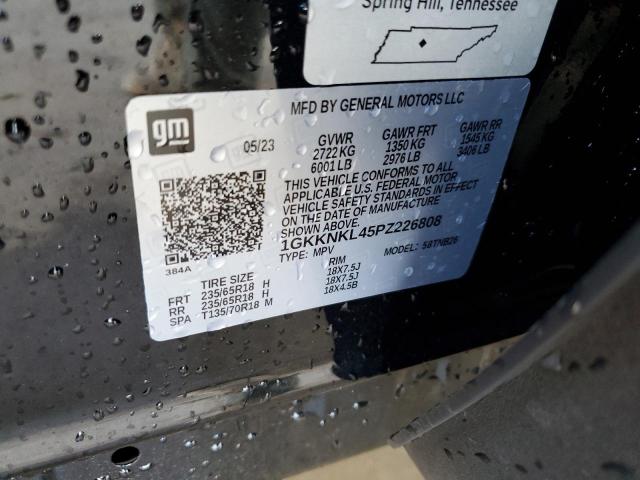 Spring Hill, Tennessee
MFD BY GENERAL MOTORS LLC
gm
05/23
GVWR GAWR FRT GAWR RR
2722 KG 1350 KG 1545 KG
6001 LB 2976 LB 3406 LB
THIS VEHICLE CONFORMS TO ALL
APPLICABLE U.S. FEDERAL MOTOR
VEHICLE SAFETY STANDARDS IN EFFECT
ON THE DATE OF MANUFACTURE
SHOWN ABOVE.
1GKKNKL45PZ226808
TYPE: MPV MODEL: 58TNB26
384A
TIRE SIZE RIM
FRT 235/65R18 H 18X7.5J
RR 235/65R18 H 18X7.5J
SPA T135/70R18 M 18X4.5B